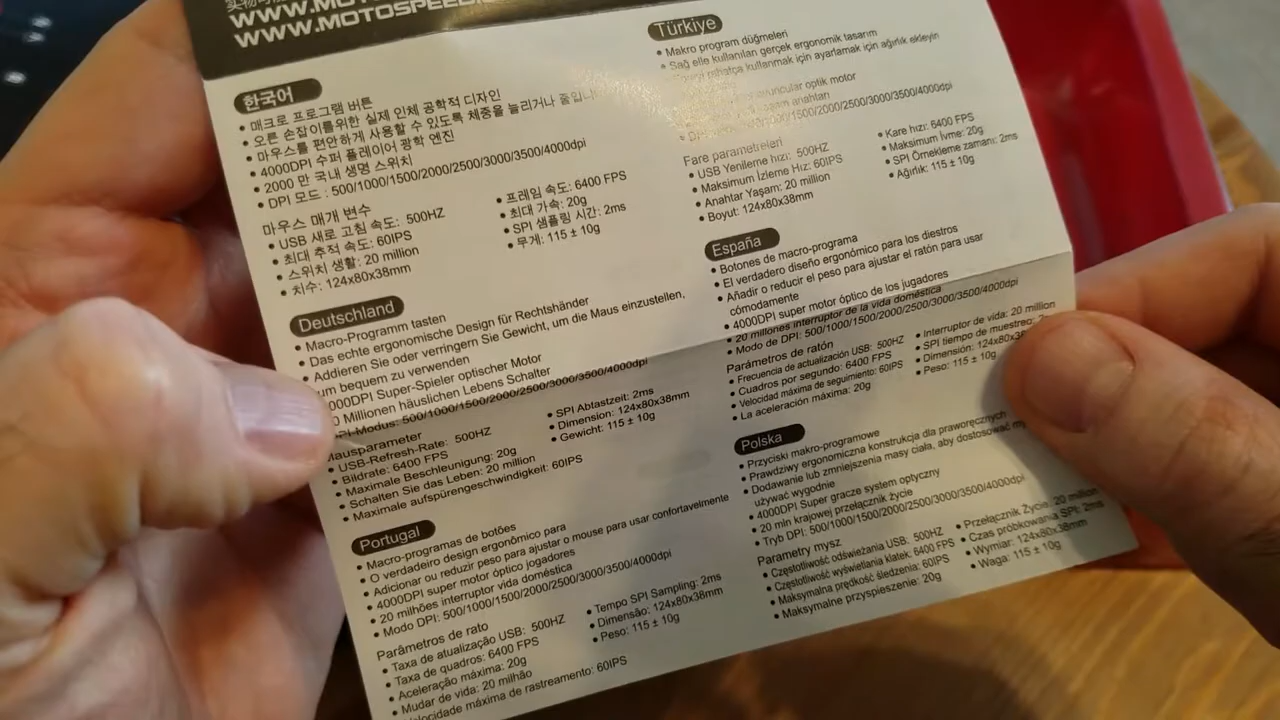 WWW.MOTOSPEED
한국어
• 매크로 프로그램 버튼
• 오른 손잡이를위한 실제 인체 공학적 디자인
• 마우스를 편안하게 사용할 수 있도록 체중을 늘리거나 줄입니
• 4000DPI 수퍼 플레이어 광학 엔진
• 2000 만 국내 생명 스위치
• DPI 모드 : 500/1000/1500/2000/2500/3000/3500/4000dpi
마우스 매개 변수
• USB 새로 고침 속도: 500HZ
• 최대 추적 속도: 60IPS
• 스위치 생활: 20 million
• 치수: 124x80x38mm
• 프레임 속도: 6400 FPS
• 최대 가속: 20g
• SPI 샘플링 시간: 2ms
• 무게: 115 ± 10g
Deutschland
• Macro-Programm tasten
• Das echte ergonomische Design für Rechtshänder
• Addieren Sie oder verringern Sie Gewicht, um die Maus einzustellen,
um bequem zu verwenden
000DPI Super-Spieler optischer Motor
0 Millionen häuslichen Lebens Schalter
PI-Modus: 500/1000/1500/2000/2500/3000/3500/4000dpi
Mausparameter
• USB-Refresh-Rate: 500HZ
• Bildrate: 6400 FPS
• Maximale Beschleunigung: 20g
• Schalten Sie das Leben: 20 million
• Maximale aufspürengeschwindigkeit: 60IPS
• SPI Abtastzeit: 2ms
• Dimension: 124x80x38mm
• Gewicht: 115 ± 10g
Portugal
• Macro-programas de botões
• O verdadeiro design ergonômico para
• Adicionar ou reduzir peso para ajustar o mouse para usar confortavelmente
• 4000DPI super motor óptico jogadores
• 20 milhões interruptor vida doméstica
• Modo DPI: 500/1000/1500/2000/2500/3000/3500/4000dpi
Parâmetros de rato
• Taxa de atualização USB: 500HZ
• Taxa de quadros: 6400 FPS
• Aceleração máxima: 20g
• Mudar de vida: 20 milhão
Velocidade máxima de rastreamento: 60IPS
• Tempo SPI Sampling: 2ms
• Dimensão: 124x80x38mm
• Peso: 115 ± 10g
Türkiye
• Makro program düğmeleri
• Sağ elle kullanılan gerçek ergonomik tasarım
rahatça kullanmak için ayarlamak için ağırlık ekleyin
oyuncular optik motor
anahtarı
/1000/1500/2000/2500/3000/3500/4000dpi
Fare parametreleri
• USB Yenileme hızı: 500HZ
• Maksimum İzleme Hız: 60IPS
• Anahtar Yaşam: 20 million
• Boyut: 124x80x38mm
• Kare hızı: 6400 FPS
• Maksimum İvme: 20g
• SPI Örnekleme zamanı: 2ms
• Ağırlık: 115 ± 10g
España
• Botones de macro-programa
• El verdadero diseño ergonómico para los diestros
• Añadir o reducir el peso para ajustar el ratón para usar
cómodamente
• 4000DPI super motor óptico de los jugadores
• 20 millones interruptor de la vida doméstica
• Modo de DPI: 500/1000/1500/2000/2500/3000/3500/4000dpi
Parámetros de ratón
• Frecuencia de actualización USB: 500HZ
• Cuadros por segundo: 6400 FPS
• Velocidad máxima de seguimiento: 60IPS
• La aceleración máxima: 20g
• Interruptor de vida: 20 million
• SPI tiempo de muestreo:
• Dimensión: 124x80x3
• Peso: 115 ± 10g
Polska
• Przyciski makro-programowe
• Prawdziwy ergonomiczna konstrukcja dla praworęcznych
• Dodawanie lub zmniejszenia masy ciała, aby dostosować my
używać wygodnie
• 4000DPI Super gracze system optyczny
• 20 mln krajowej przełącznik życie
• Tryb DPI: 500/1000/1500/2000/2500/3000/3500/4000dpi
Parametry mysz
• Częstotliwość odświeżania USB: 500HZ
• Częstotliwość wyświetlania klatek: 6400 FPS
• Maksymalna prędkość śledzenia: 60IPS
• Maksymalne przyspieszenie: 20g
• Przełącznik Życie: 20 million
• Czas próbkowania SPI: 2ms
• Wymiar: 124x80x38mm
• Waga: 115 ± 10g